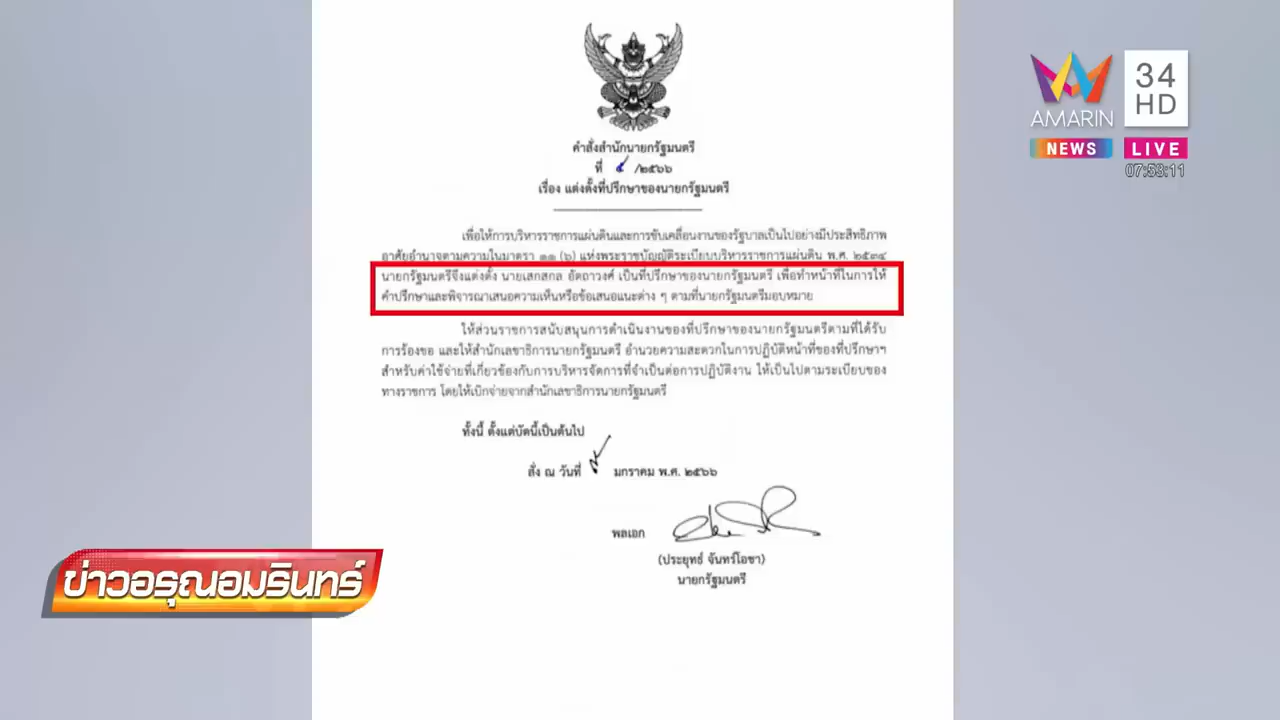 AMARIN
34
HD
NEWS
LIVE
07:53:11
คำสั่งสำนักนายกรัฐมนตรี
ที่ /๒๕๖๖
เรื่อง แต่งตั้งที่ปรึกษาของนายกรัฐมนตรี
เพื่อให้การบริหารราชการแผ่นดินและการขับเคลื่อนงานของรัฐบาลเป็นไปอย่างมีประสิทธิภาพ
อาศัยอำนาจตามความในมาตรา ๑๑ (๖) แห่งพระราชบัญญัติระเบียบบริหารราชการแผ่นดิน พ.ศ. ๒๕๓๔
นายกรัฐมนตรีจึงแต่งตั้ง นายเสกสกล อัตถาวงศ์ เป็นที่ปรึกษาของนายกรัฐมนตรี เพื่อทำหน้าที่ในการให้
คำปรึกษาและพิจารณาเสนอความเห็นหรือข้อเสนอแนะต่าง ๆ ตามที่นายกรัฐมนตรีมอบหมาย
ให้ส่วนราชการสนับสนุนการดำเนินงานของที่ปรึกษาของนายกรัฐมนตรีตามที่ได้รับ
การร้องขอ และให้สำนักเลขาธิการนายกรัฐมนตรี อำนวยความสะดวกในการปฏิบัติหน้าที่ของที่ปรึกษาฯ
สำหรับค่าใช้จ่ายที่เกี่ยวข้องกับการบริหารจัดการที่จำเป็นต่อการปฏิบัติงาน ให้เป็นไปตามระเบียบของ
ทางราชการ โดยให้เบิกจ่ายจากสำนักเลขาธิการนายกรัฐมนตรี
ทั้งนี้ ตั้งแต่บัดนี้เป็นต้นไป
สั่ง ณ วันที่ มกราคม พ.ศ. ๒๕๖๖
พลเอก
(ประยุทธ์ จันทร์โอชา)
นายกรัฐมนตรี
ข่าวอรุณอมรินทร์